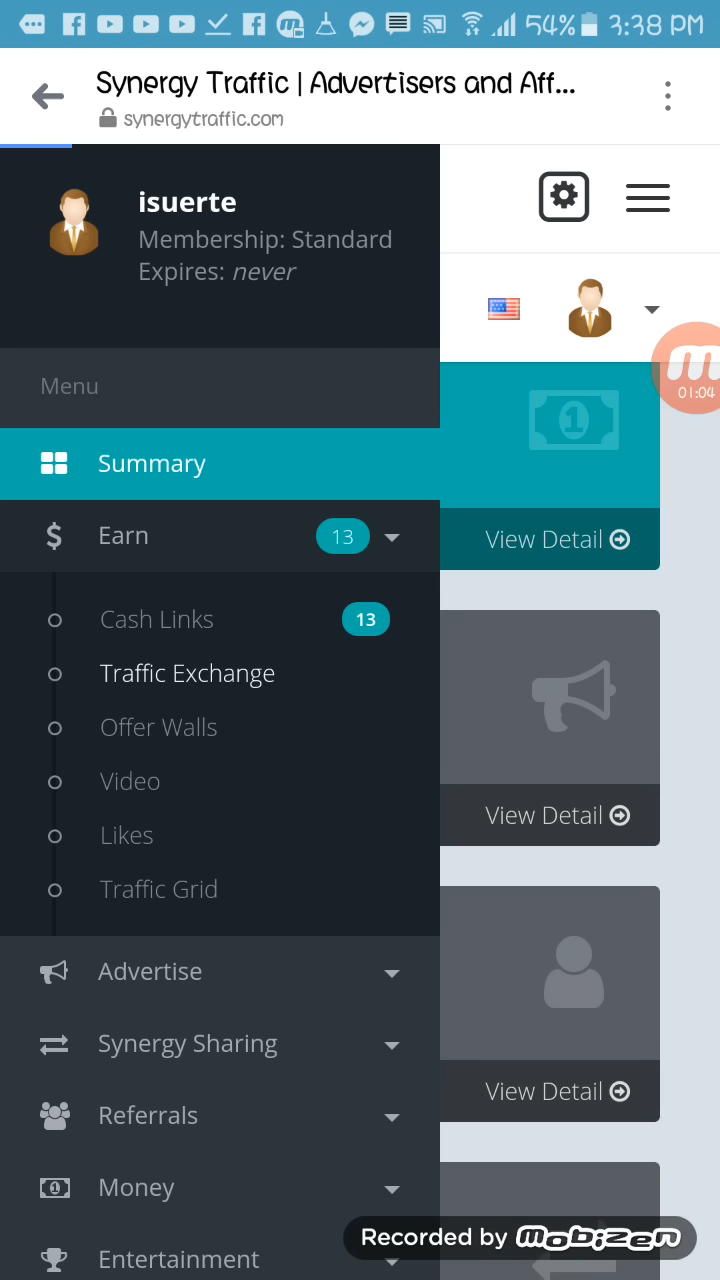 54% 3:38 PM
Synergy Traffic | Advertisers and Aff...
synergytraffic.com
isuerte
Membership: Standard
Expires: never
01:04
Menu
Summary
Earn 13
View Detail
Cash Links 13
Traffic Exchange
Offer Walls
Video
View Detail
Likes
Traffic Grid
Advertise
Synergy Sharing
View Detail
Referrals
Money
Recorded by mobizen
Entertainment